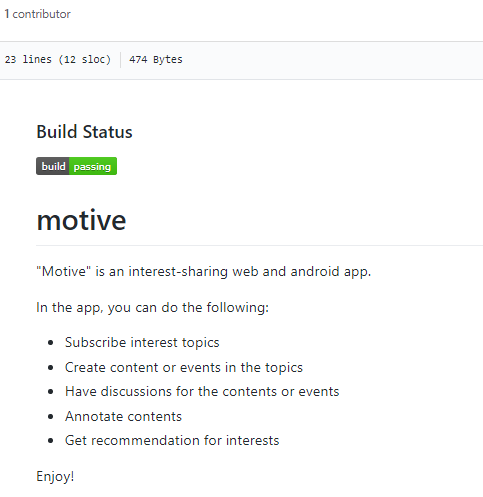 1 contributor
23 lines (12 sloc) 474 Bytes
Build Status
build passing
motive
"Motive" is an interest-sharing web and android app.
In the app, you can do the following:
• Subscribe interest topics
• Create content or events in the topics
• Have discussions for the contents or events
• Annotate contents
• Get recommendation for interests
Enjoy!